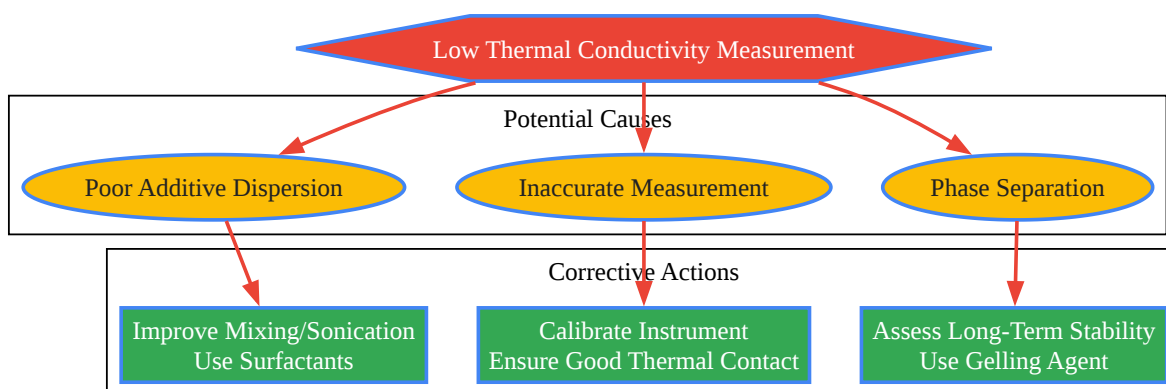 Low Thermal Conductivity Measurement
Potential Causes
Poor Additive Dispersion
Inaccurate Measurement
Phase Separation
Corrective Actions
Improve Mixing/Sonication
Use Surfactants
Calibrate Instrument
Ensure Good Thermal Contact
Assess Long-Term Stability
Use Gelling Agent